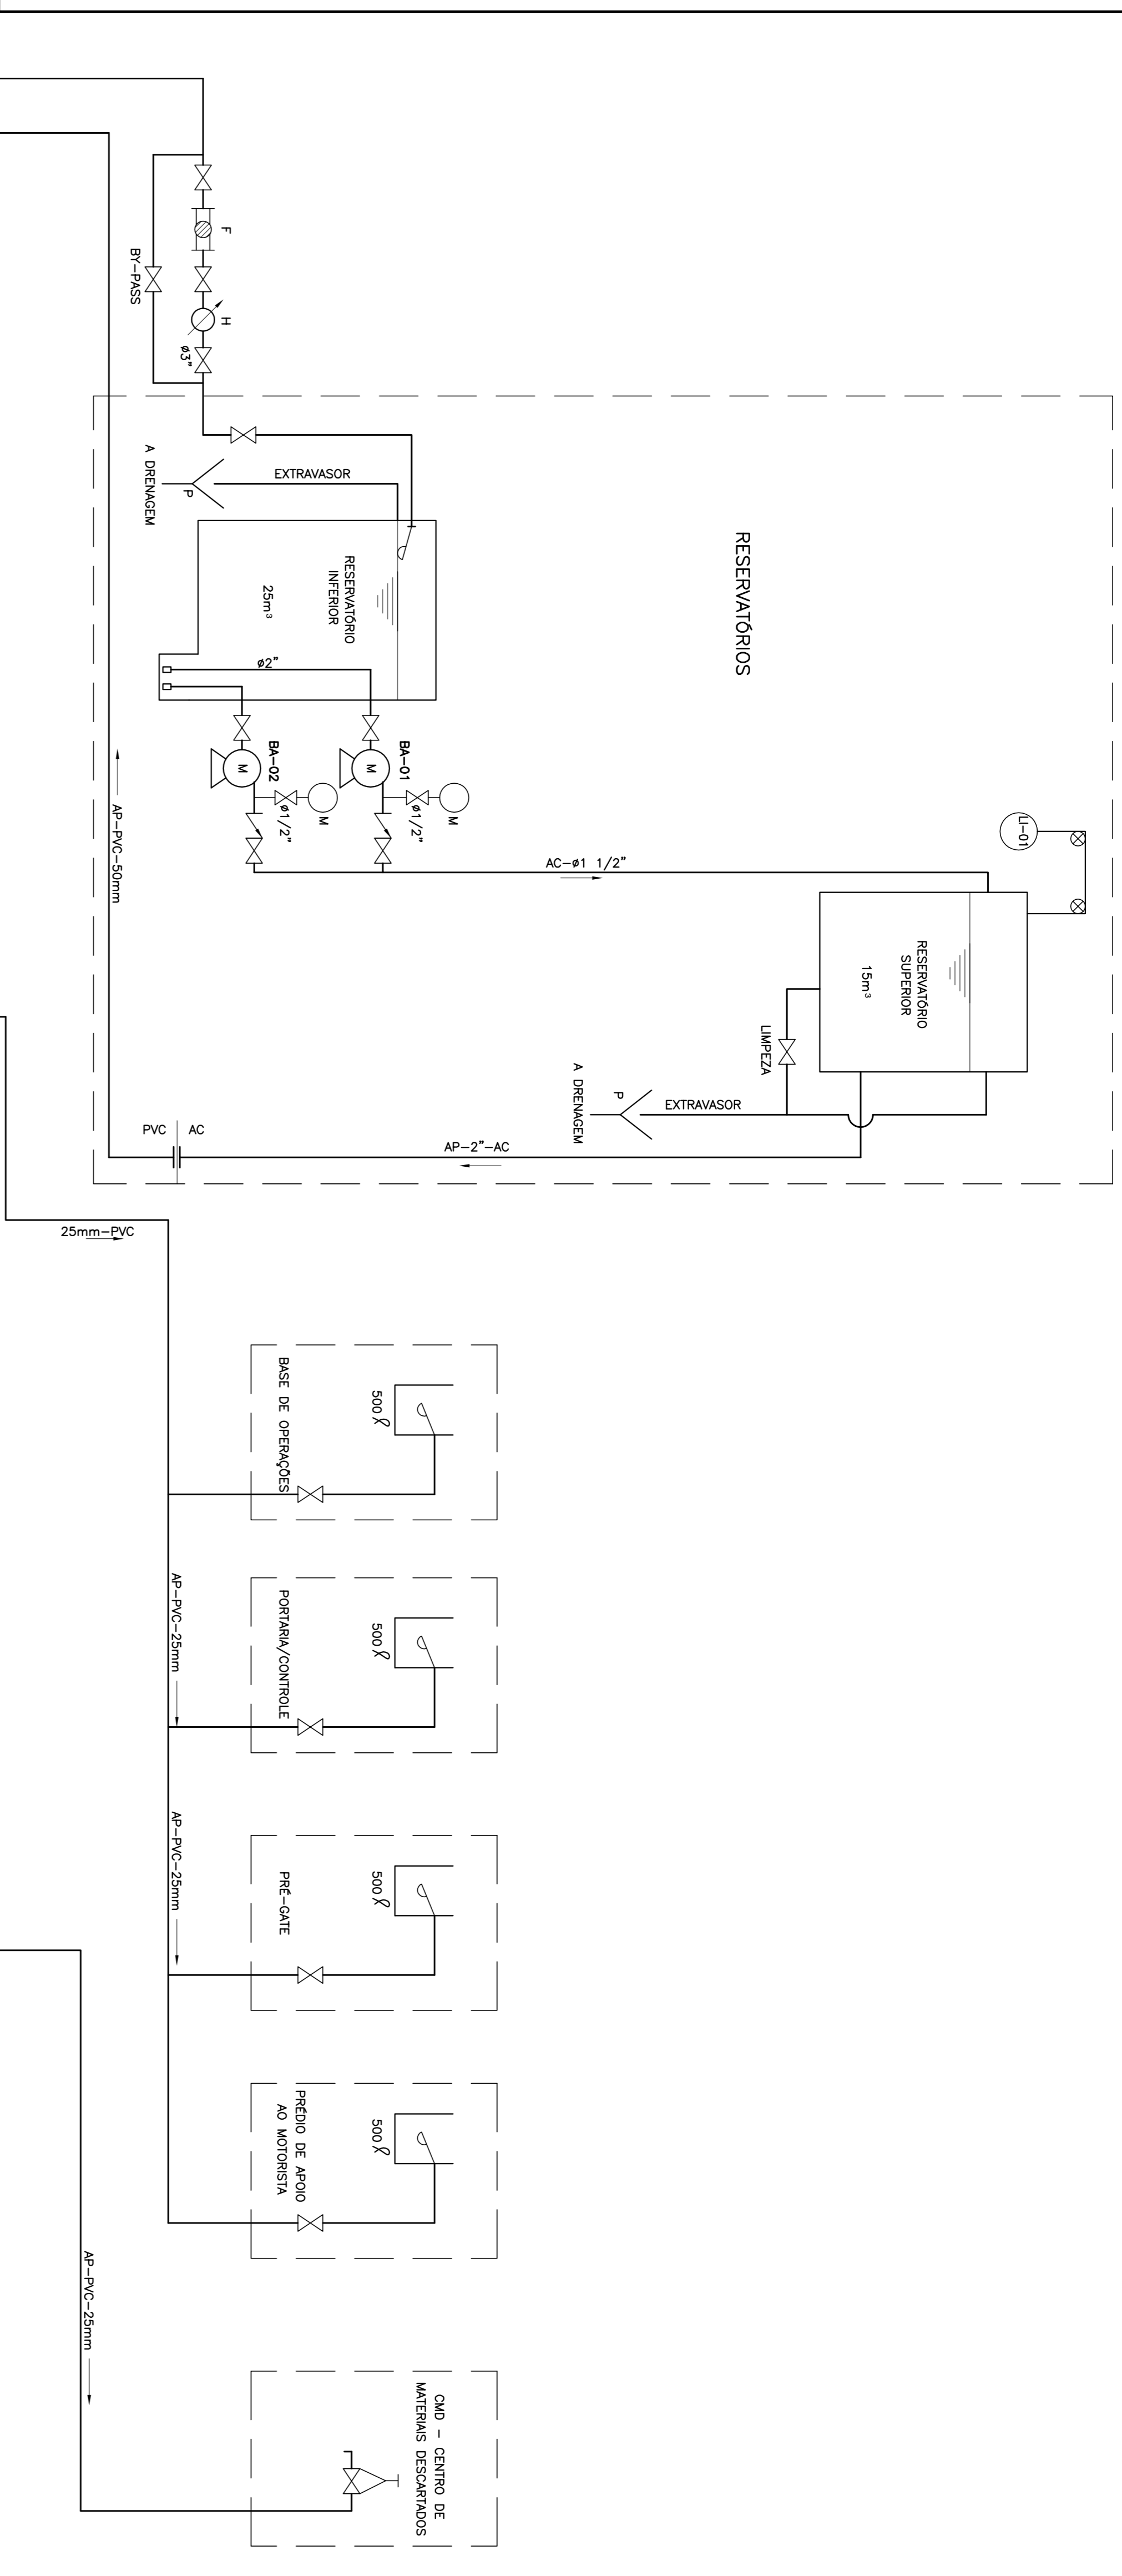 RESERVATÓRIOS
F
H
BY-PASS
ø3"
EXTRAVASOR
P
A DRENAGEM
RESERVATÓRIO
INFERIOR
25m³
ø2"
BA-01
M
BA-02
M
M
ø1/2"
M
ø1/2"
AC-ø1 1/2"
LI-01
RESERVATÓRIO
SUPERIOR
15m³
LIMPEZA
EXTRAVASOR
P
A DRENAGEM
AP-2"-AC
PVC
AC
AP-PVC-50mm
25mm-PVC
500 ℓ
BASE DE OPERAÇÕES
AP-PVC-25mm
500 ℓ
PORTARIA/CONTROLE
AP-PVC-25mm
500 ℓ
PRÉ-GATE
500 ℓ
PRÉDIO DE APOIO
AO MOTORISTA
AP-PVC-25mm
CMD - CENTRO DE
MATERIAIS DESCARTADOS